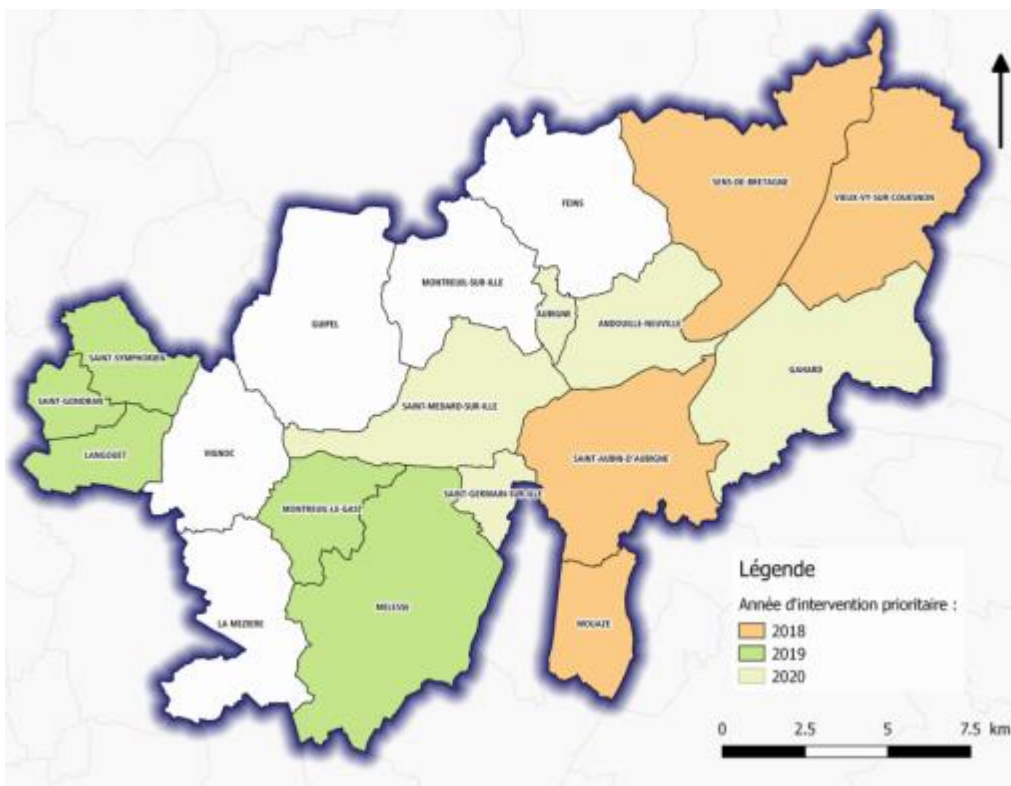 SENS-DE-BRETAGNE
VIEUX-VY-SUR-COUESNON
FEINS
MONTREUIL-SUR-ILLE
AUBIGNE
ANDOUILLE-NEUVILLE
GUIPEL
SAINT-SYMPHORIEN
GAHARD
SAINT-GONDRAN
SAINT-MEDARD-SUR-ILLE
LANGOUET
VIGNOC
SAINT-AUBIN-D'AUBIGNE
SAINT-GERMAIN-SUR-ILLE
MONTREUIL-LE-GAST
MELESSE
LA MEZIERE
MOUAZE
Légende
Année d'intervention prioritaire :
2018
2019
2020
0 2.5 5 7.5 km